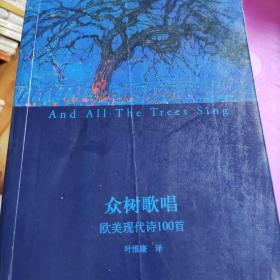 And All The Trees Sing
众树歌唱
欧美现代诗100首
叶维廉 译